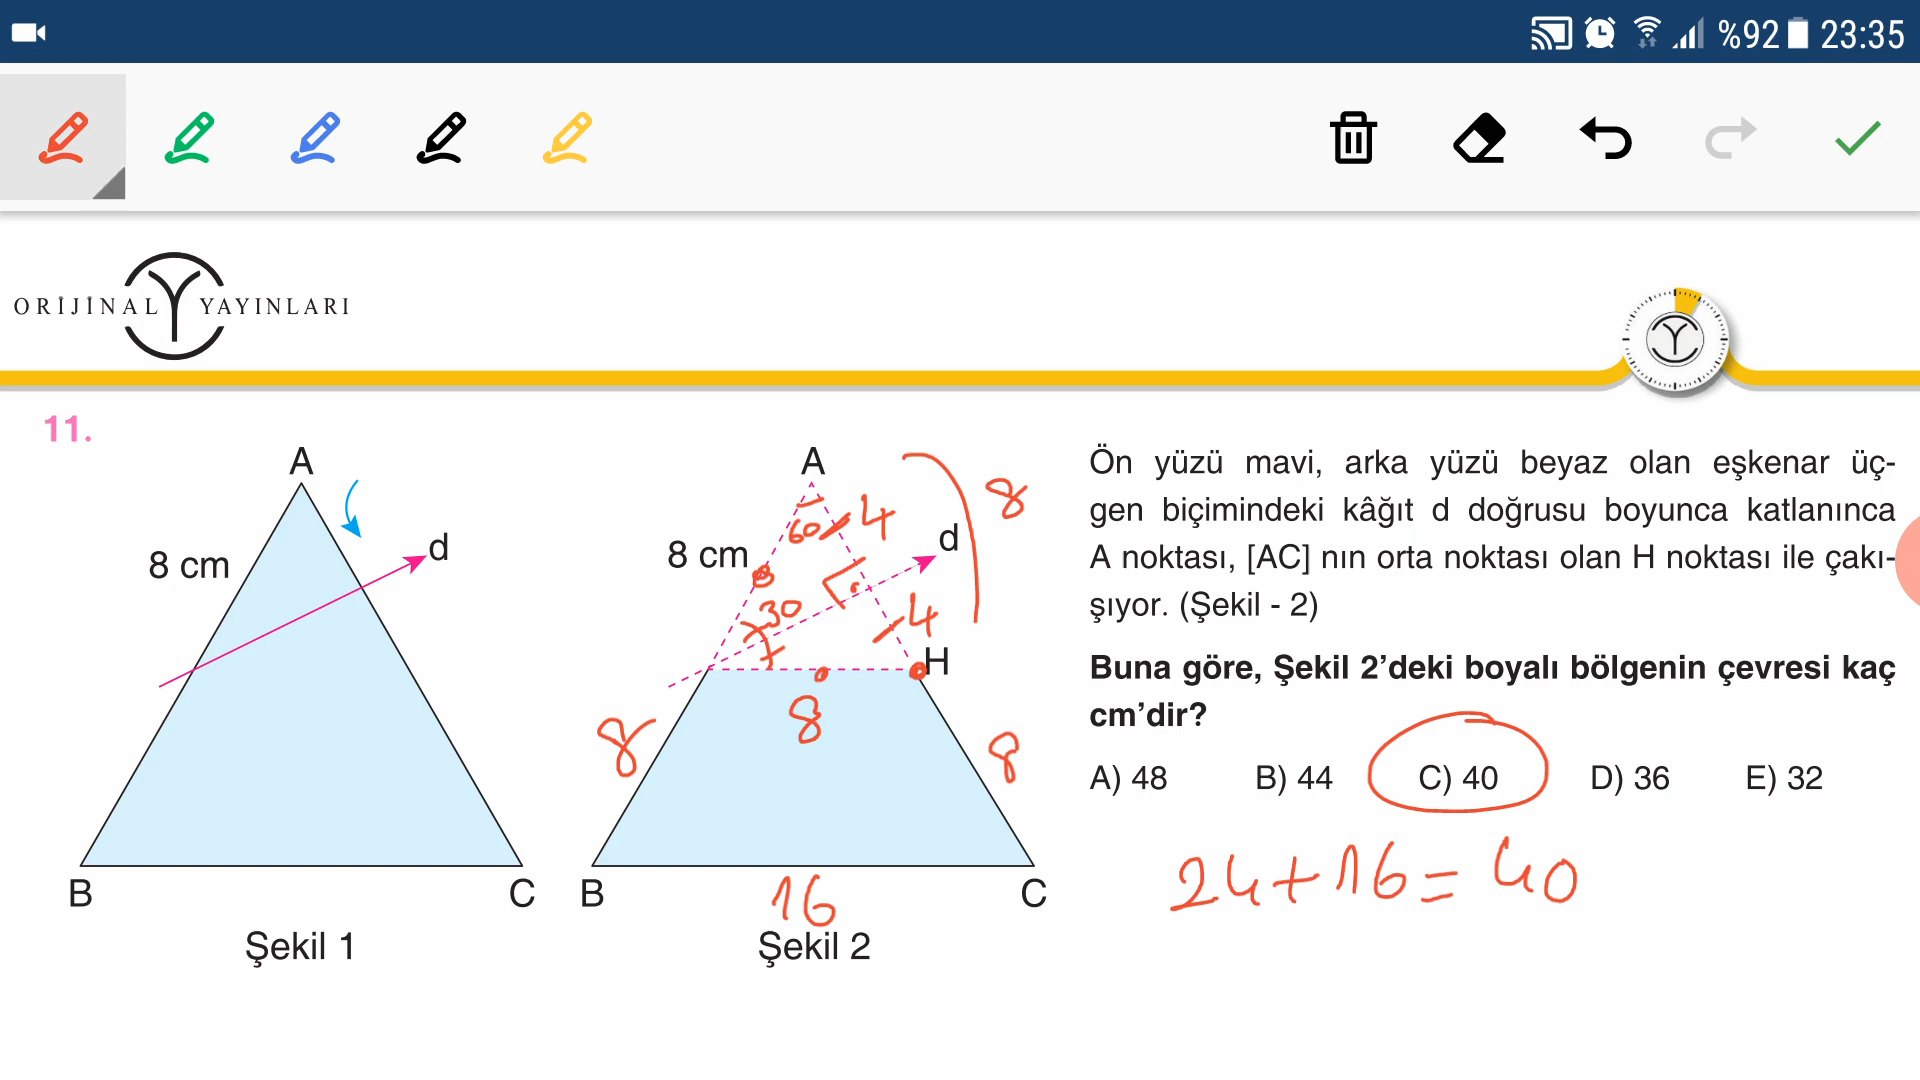 %92 23:35
ORİJİNAL YAYINLARI
11.
A
8 cm
d
B
C
Şekil 1
A
60
4
8
8 cm
d
30
4
H
8
8
8
B
16
C
Şekil 2
Ön yüzü mavi, arka yüzü beyaz olan eşkenar üç-
gen biçimindeki kâğıt d doğrusu boyunca katlanınca
A noktası, [AC] nın orta noktası olan H noktası ile çakı-
şıyor. (Şekil - 2)
Buna göre, Şekil 2’deki boyalı bölgenin çevresi kaç
cm’dir?
A) 48 B) 44 C) 40 D) 36 E) 32
24+16=40